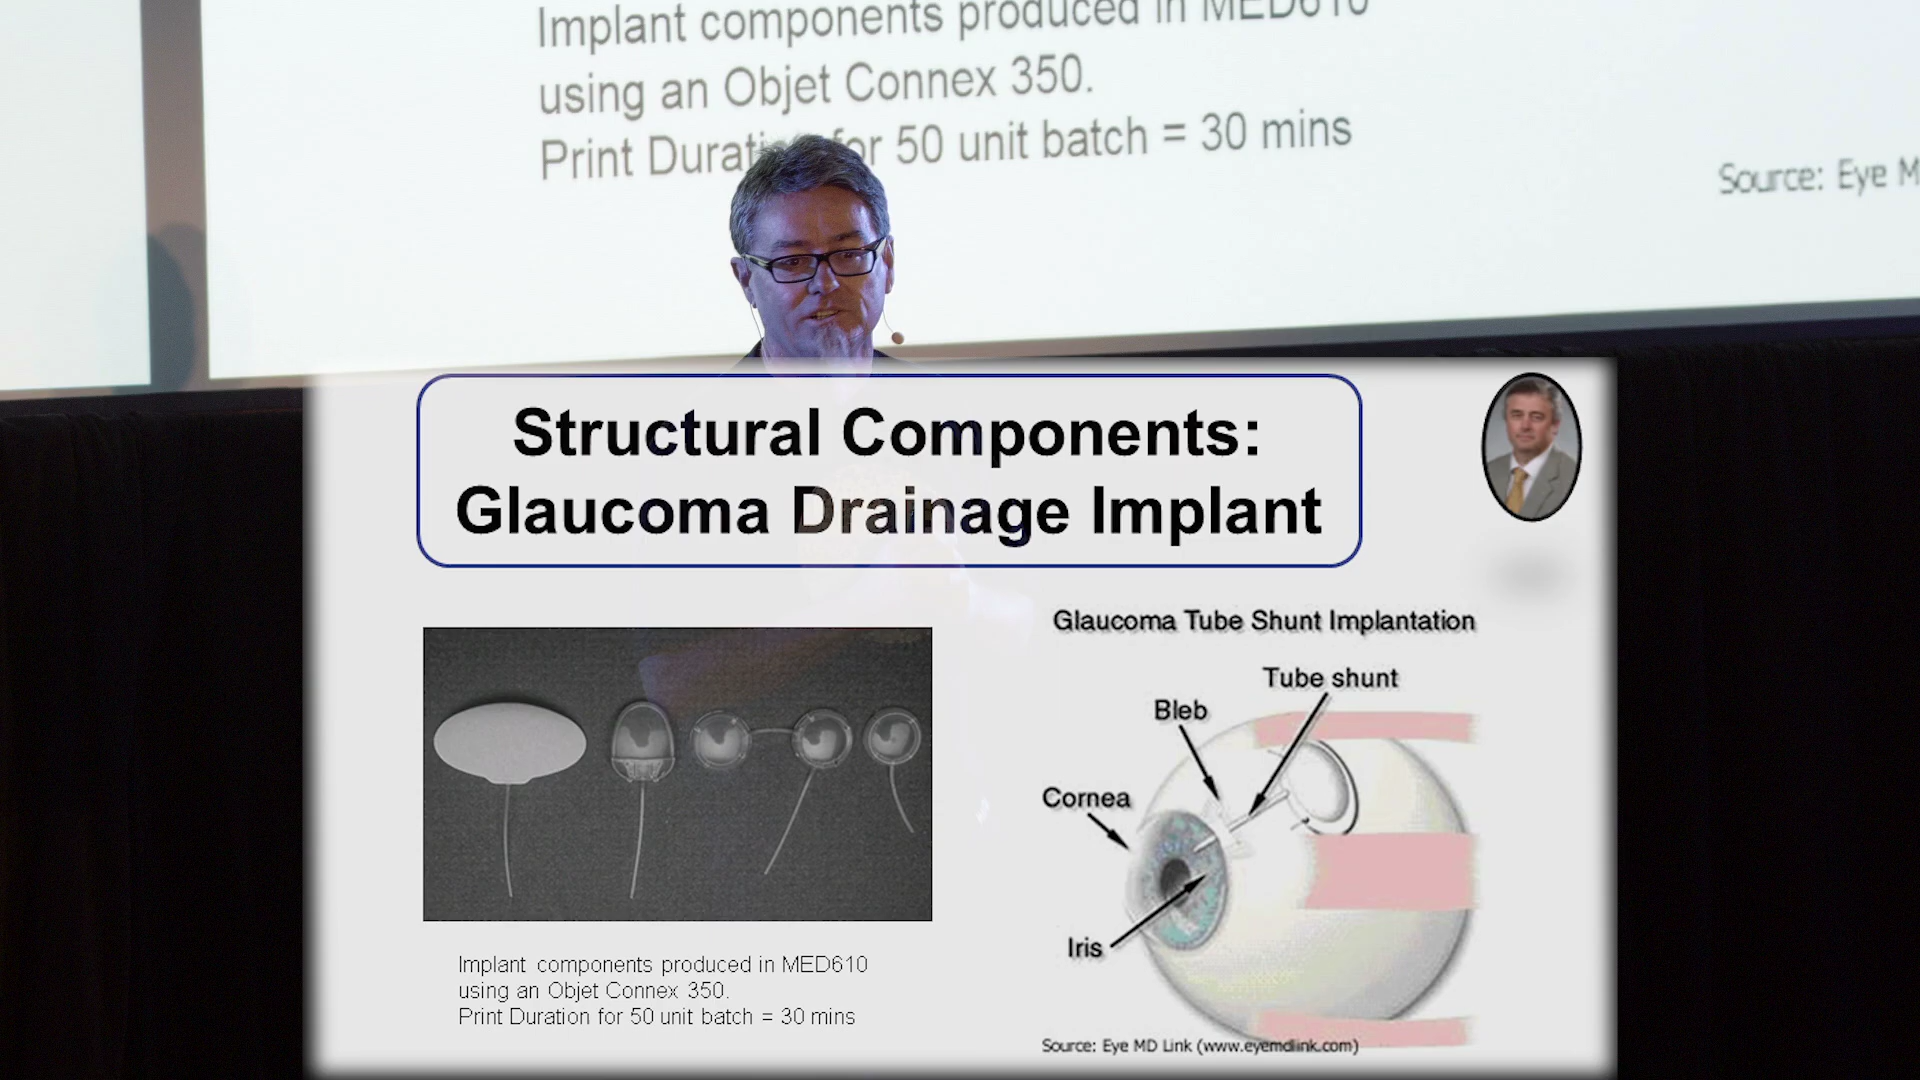 Implant components produced in MED610
using an Objet Connex 350.
Print Duration for 50 unit batch = 30 mins
Source: Eye M
Structural Components:
Glaucoma Drainage Implant
Glaucoma Tube Shunt Implantation
Tube shunt
Bleb
Cornea
Iris
Implant components produced in MED610
using an Objet Connex 350.
Print Duration for 50 unit batch = 30 mins
Source: Eye MD Link (www.eyemdlink.com)